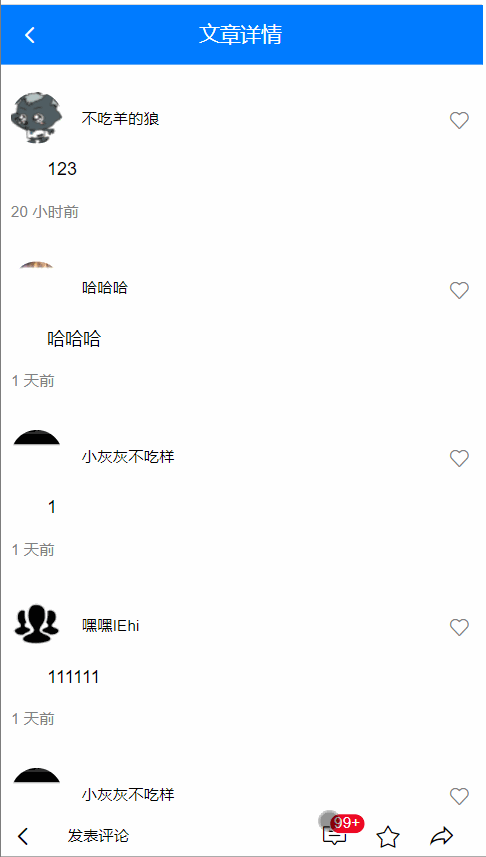 文章详情
不吃羊的狼
123
20 小时前
哈哈哈
哈哈哈
1 天前
小灰灰不吃样
1
1 天前
嘿嘿lEhi
111111
1 天前
小灰灰不吃样
发表评论
99+